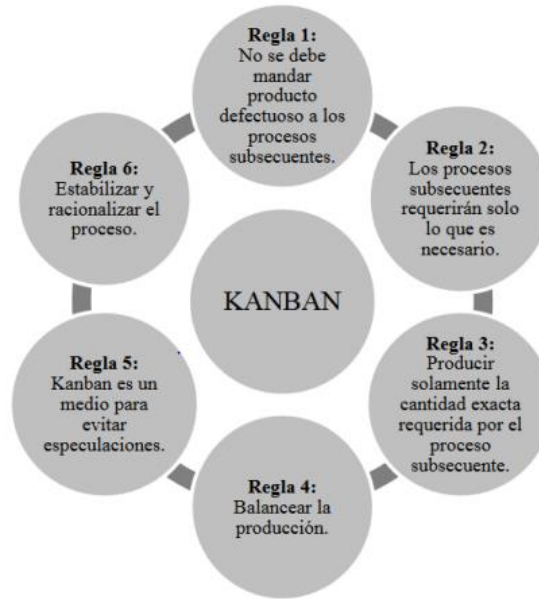 Regla 1:
No se debe
mandar
producto
defectuoso a los
procesos
subsecuentes.
Regla 2:
Los procesos
subsecuentes
requerirán solo
lo que es
necesario.
Regla 3:
Producir
solamente la
cantidad exacta
requerida por el
proceso
subsecuente.
Regla 4:
Balancear la
producción.
Regla 5:
Kanban es un
medio para
evitar
especulaciones.
Regla 6:
Estabilizar y
racionalizar el
proceso.
KANBAN